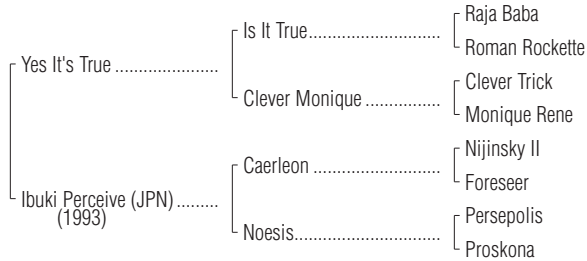 Raja Baba
Is It True
Roman Rockette
Yes It's True
Clever Trick
Clever Monique
Monique Rene
Nijinsky II
Caerleon
Foreseer
Ibuki Perceive (JPN)
(1993)
Persepolis
Noesis
Proskona